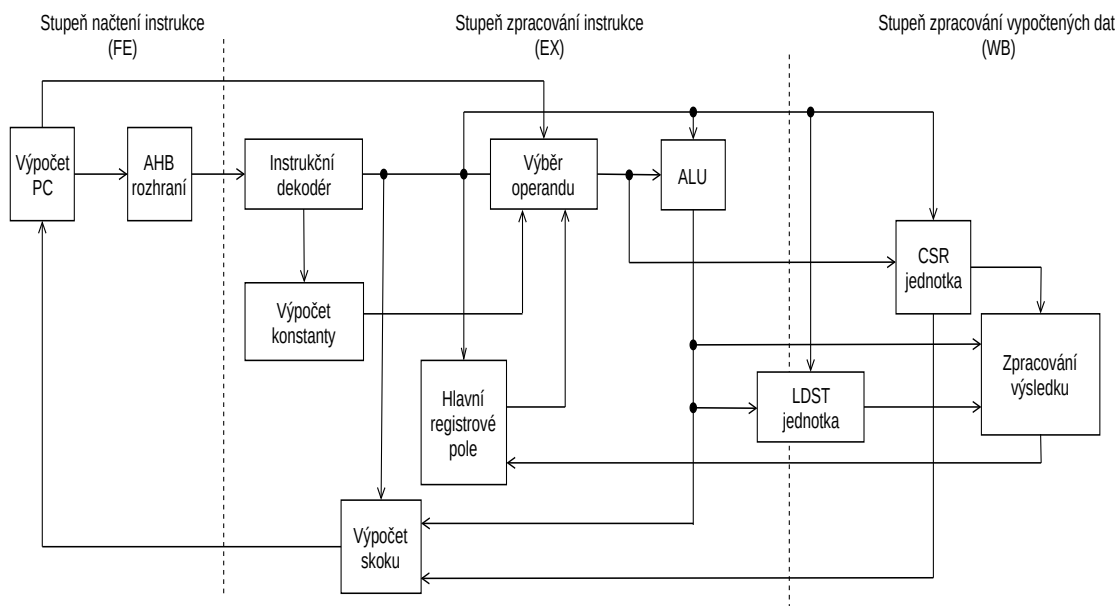 Stupeň načtení instrukce
(FE)
Stupeň zpracování instrukce
(EX)
Stupeň zpracování vypočtených dat
(WB)
Výpočet
PC
AHB
rozhraní
Instrukční
dekodér
Výběr
operandu
ALU
CSR
jednotka
Výpočet
konstanty
Zpracování
výsledku
Hlavní
registrové
pole
LDST
jednotka
Výpočet
skoku